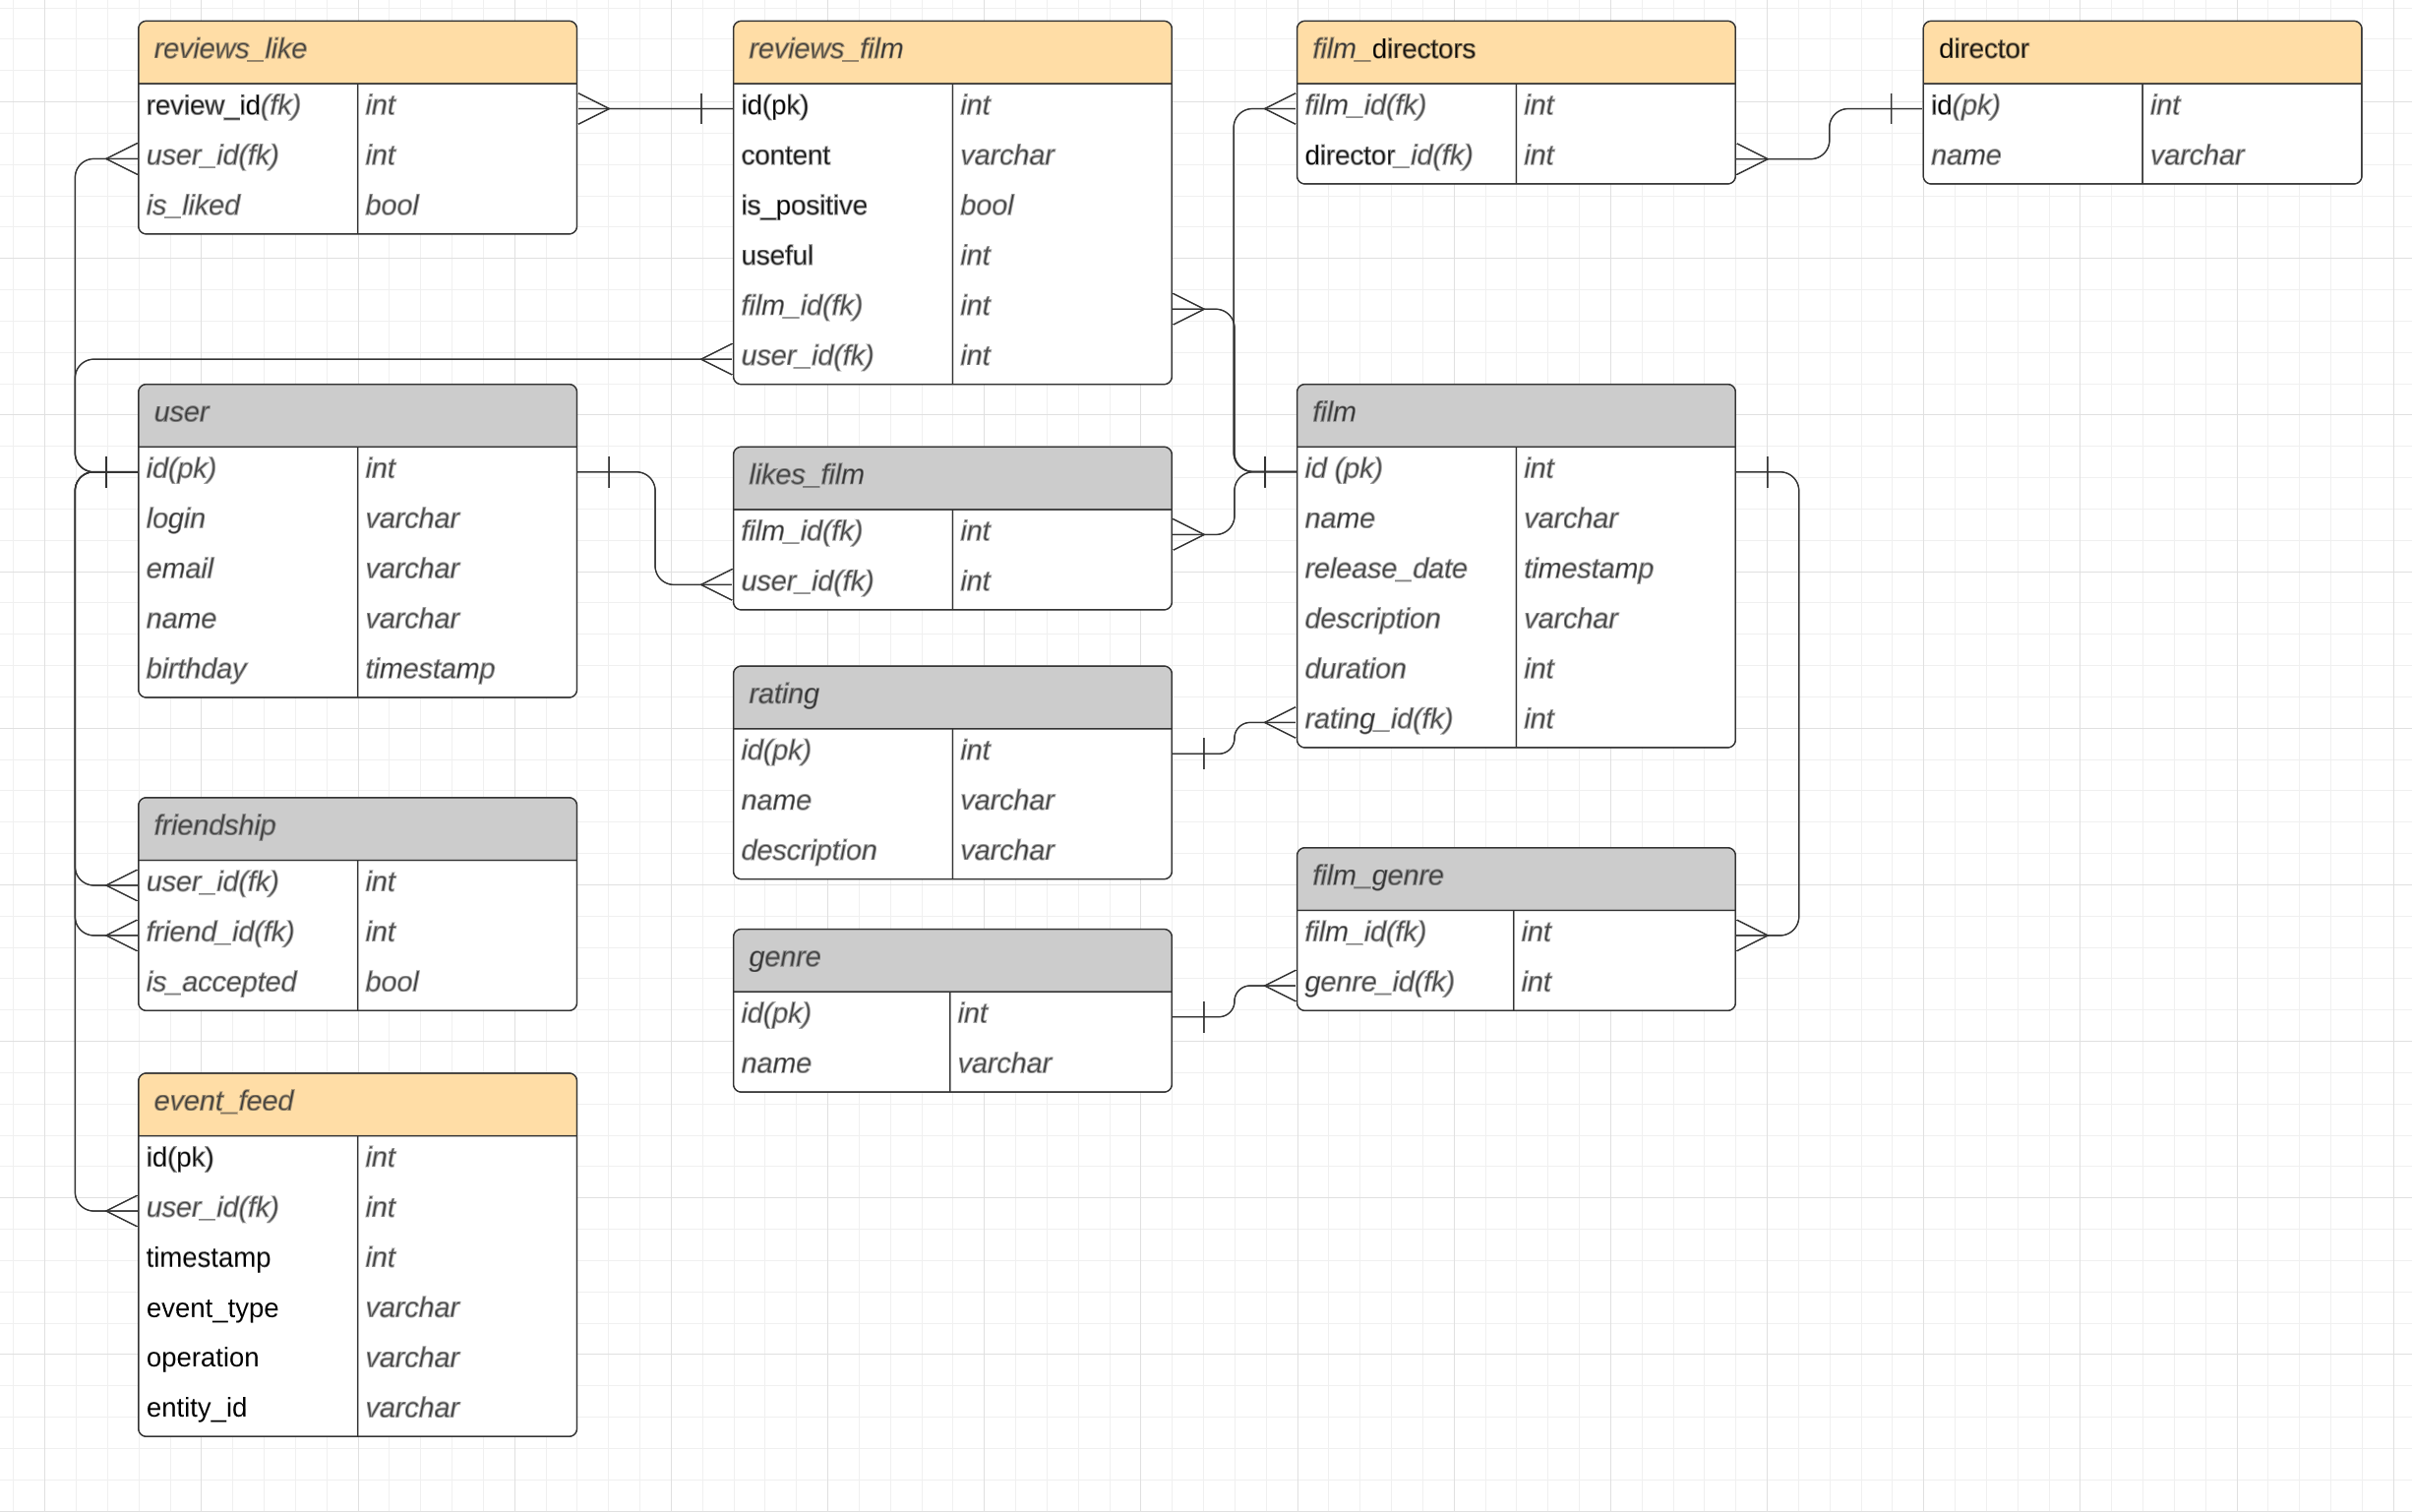 reviews_like
review_id(fk) int
user_id(fk) int
is_liked bool
reviews_film
id(pk) int
content varchar
is_positive bool
useful int
film_id(fk) int
user_id(fk) int
film_directors
film_id(fk) int
director_id(fk) int
director
id(pk) int
name varchar
user
id(pk) int
login varchar
email varchar
name varchar
birthday timestamp
likes_film
film_id(fk) int
user_id(fk) int
film
id (pk) int
name varchar
release_date timestamp
description varchar
duration int
rating_id(fk) int
rating
id(pk) int
name varchar
description varchar
friendship
user_id(fk) int
friend_id(fk) int
is_accepted bool
film_genre
film_id(fk) int
genre_id(fk) int
genre
id(pk) int
name varchar
event_feed
id(pk) int
user_id(fk) int
timestamp int
event_type varchar
operation varchar
entity_id varchar